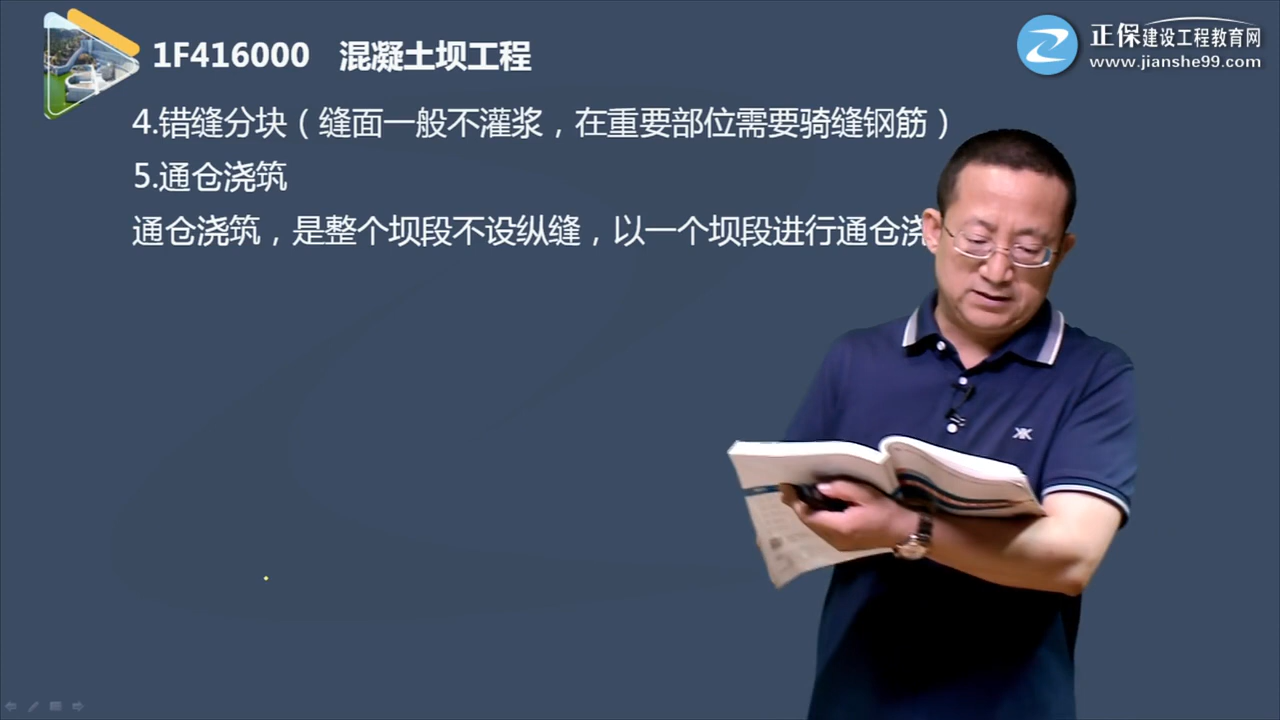 1F416000 混凝土坝工程
正保建设工程教育网
www.jianshe99.com
4.错缝分块（缝面一般不灌浆，在重要部位需要骑缝钢筋）
5.通仓浇筑
通仓浇筑，是整个坝段不设纵缝，以一个坝段进行通仓浇